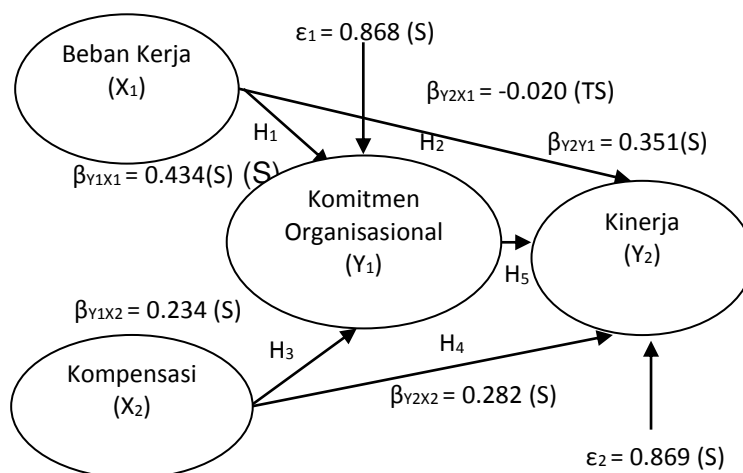 ε1 = 0.868 (S)
Beban Kerja
(X1)
βY2X1 = -0.020 (TS)
H1
H2
βY2Y1 = 0.351(S)
βY1X1 = 0.434(S) (S)
Komitmen
Organisasional
(Y1)
Kinerja
(Y2)
H5
βY1X2 = 0.234 (S)
H3
H4
Kompensasi
(X2)
βY2X2 = 0.282 (S)
ε2 = 0.869 (S)